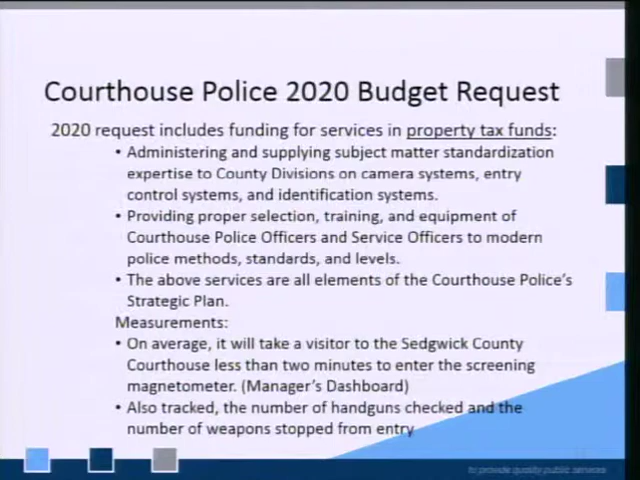 Courthouse Police 2020 Budget Request
2020 request includes funding for services in property tax funds:
• Administering and supplying subject matter standardization
expertise to County Divisions on camera systems, entry
control systems, and identification systems.
• Providing proper selection, training, and equipment of
Courthouse Police Officers and Service Officers to modern
police methods, standards, and levels.
• The above services are all elements of the Courthouse Police's
Strategic Plan.
Measurements:
• On average, it will take a visitor to the Sedgwick County
Courthouse less than two minutes to enter the screening
magnetometer. (Manager's Dashboard)
• Also tracked, the number of handguns checked and the
number of weapons stopped from entry
to provide quality public services